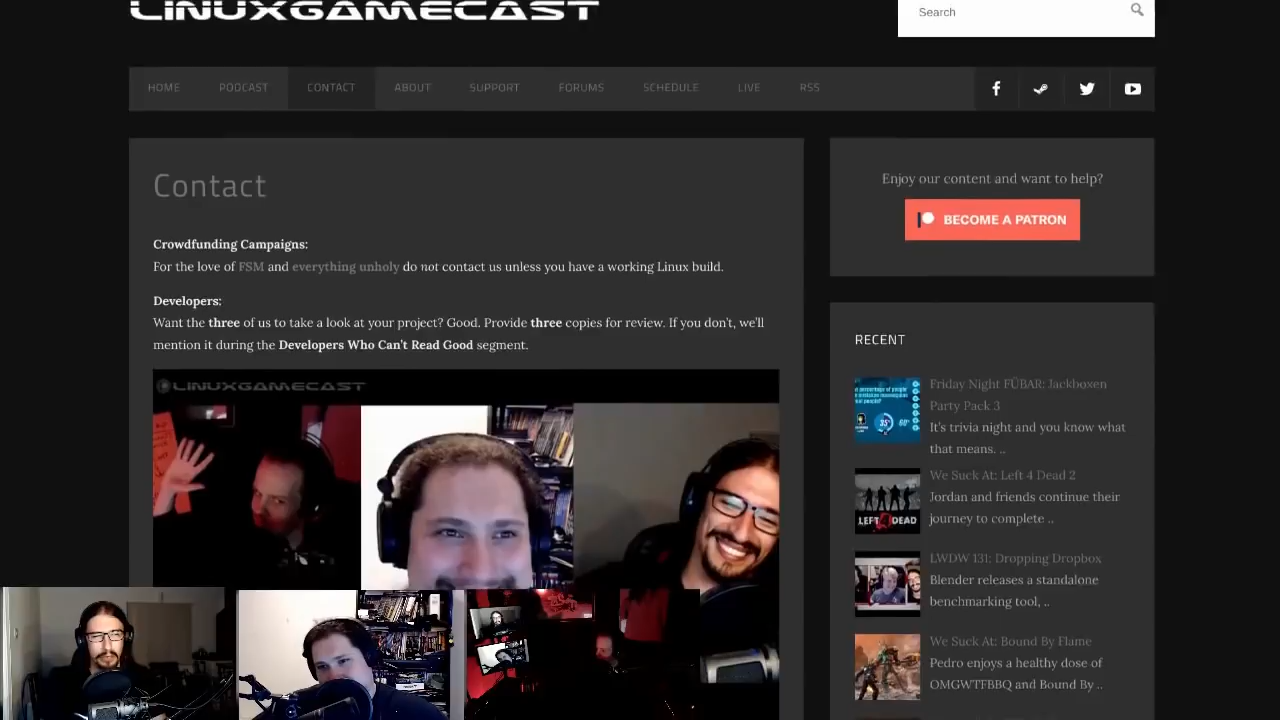 LINUXGAMECAST
Search
HOME PODCAST CONTACT ABOUT SUPPORT FORUMS SCHEDULE LIVE RSS
Contact
Crowdfunding Campaigns:
For the love of FSM and everything unholy do not contact us unless you have a working Linux build.
Developers:
Want the three of us to take a look at your project? Good. Provide three copies for review. If you don't, we'll
mention it during the Developers Who Can't Read Good segment.
LINUXGAMECAST
Enjoy our content and want to help?
BECOME A PATRON
RECENT
Friday Night FÜBAR: Jackboxen
Party Pack 3
It's trivia night and you know what
that means. ..
We Suck At: Left 4 Dead 2
Jordan and friends continue their
journey to complete ..
LEFT 4 DEAD
LWDW 131: Dropping Dropbox
Blender releases a standalone
benchmarking tool, ..
We Suck At: Bound By Flame
Pedro enjoys a healthy dose of
OMGWTFBBQ and Bound By ..